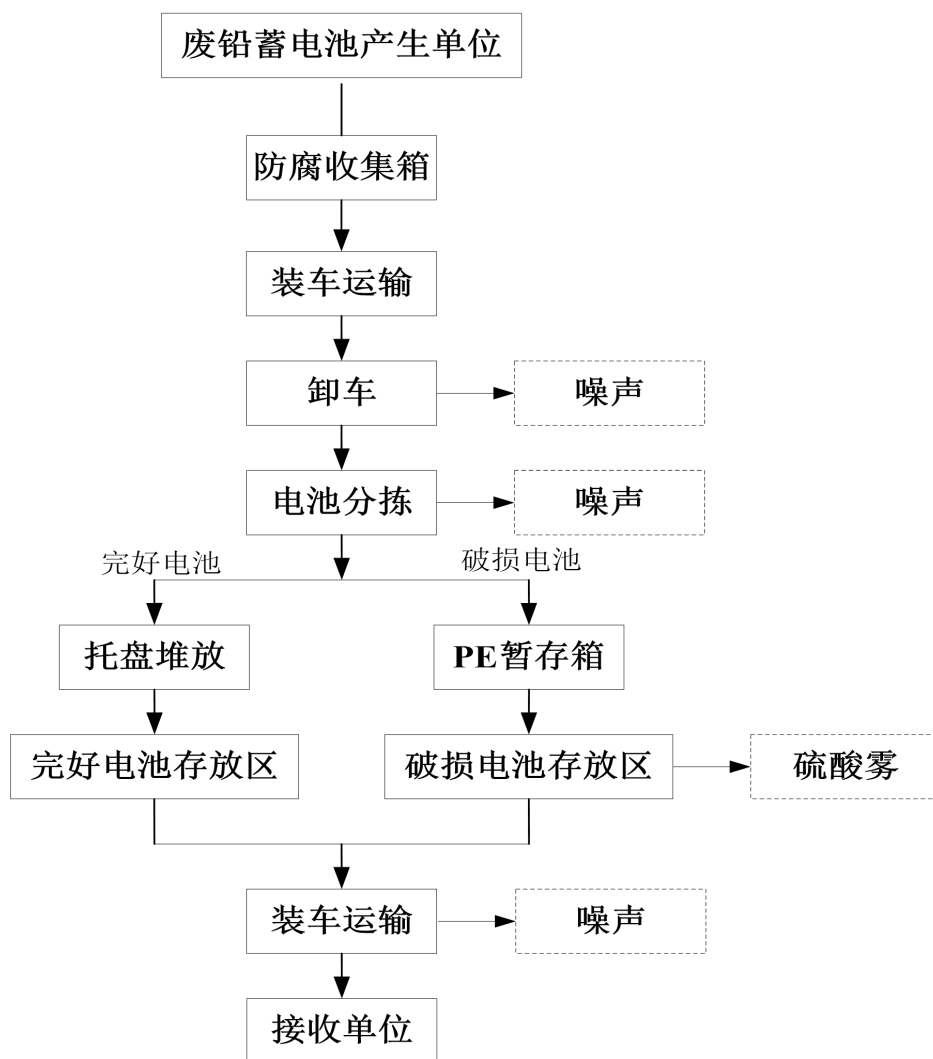 废铅蓄电池产生单位
防腐收集箱
装车运输
卸车
噪声
电池分拣
噪声
完好电池
破损电池
托盘堆放
PE暂存箱
完好电池存放区
破损电池存放区
硫酸雾
装车运输
噪声
接收单位